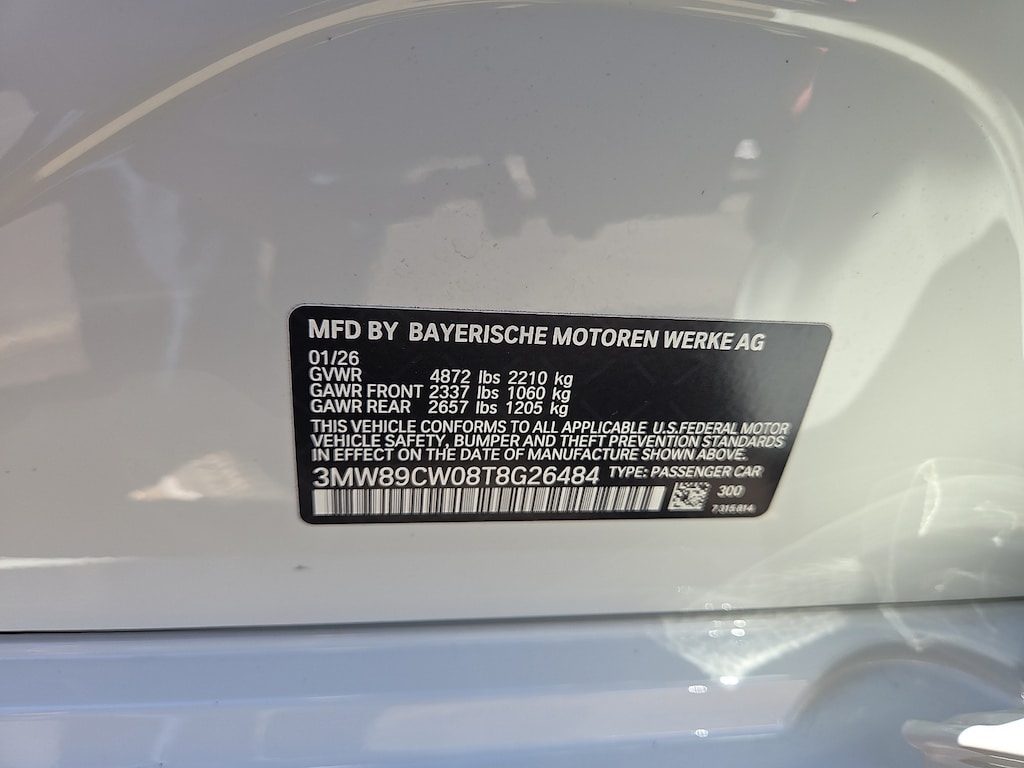 MFD BY BAYERISCHE MOTOREN WERKE AG
01/26
GVWR 4872 lbs 2210 kg
GAWR FRONT 2337 lbs 1060 kg
GAWR REAR 2657 lbs 1205 kg
THIS VEHICLE CONFORMS TO ALL APPLICABLE U.S.FEDERAL MOTOR
VEHICLE SAFETY, BUMPER AND THEFT PREVENTION STANDARDS
IN EFFECT ON THE DATE OF MANUFACTURE SHOWN ABOVE.
3MW89CW08T8G26484 TYPE: PASSENGER CAR
300
7315814